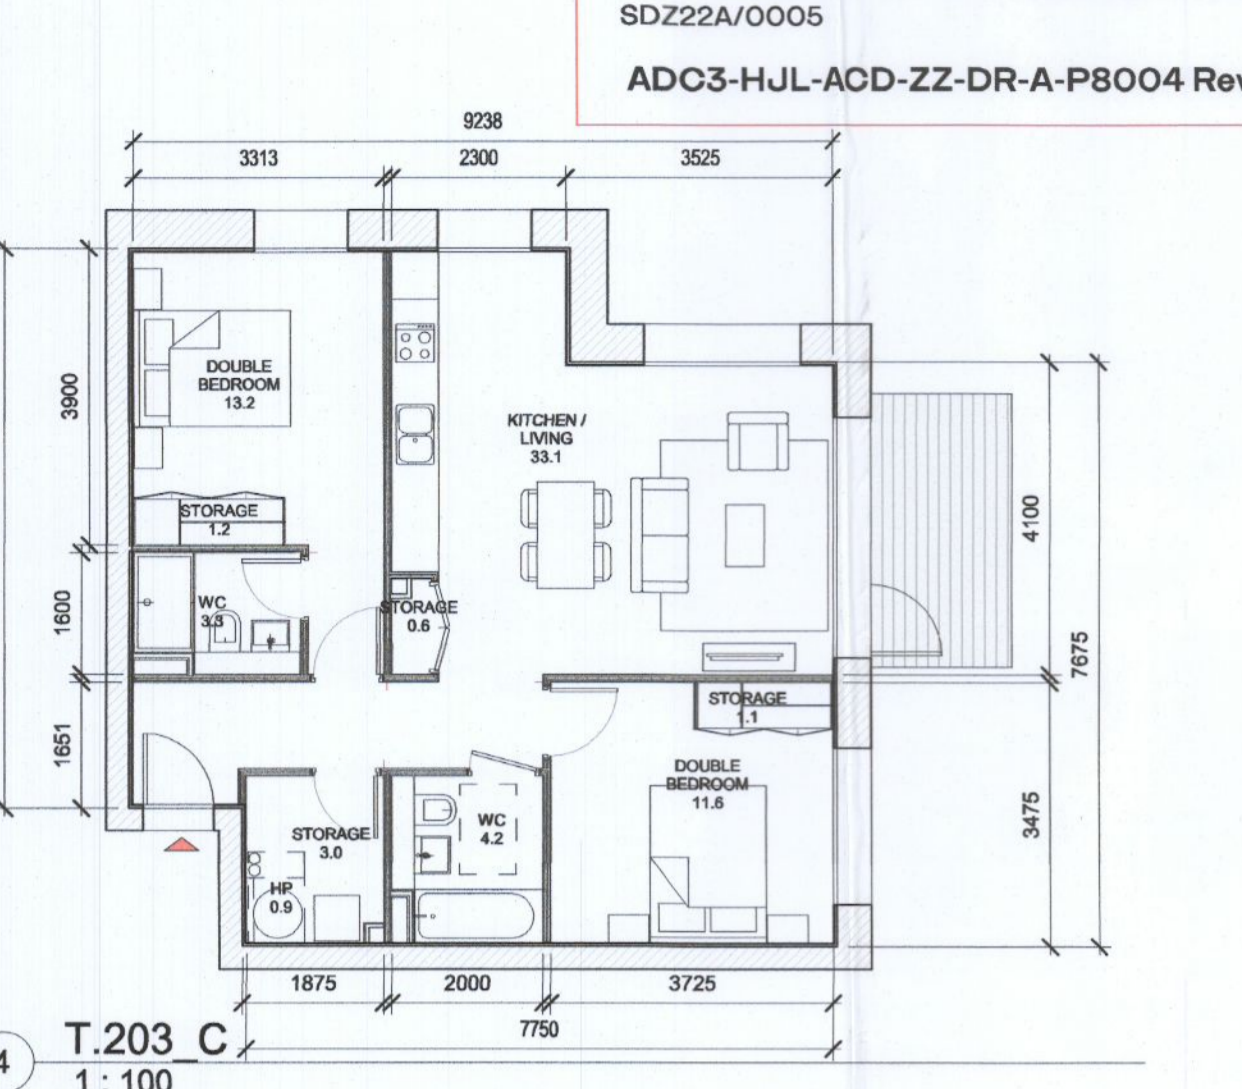 SDZ22A/0005
ADC3-HJL-ACD-ZZ-DR-A-P8004 Rev
9238
3313
2300
3525
3900
1600
1651
DOUBLE
BEDROOM
13.2
STORAGE
1.2
WC
3.3
KITCHEN /
LIVING
33.1
STORAGE
0.6
STORAGE
1.1
DOUBLE
BEDROOM
11.6
STORAGE
3.0
HP
0.9
WC
4.2
4100
7675
3475
1875
2000
3725
7750
4
T.203_C
1 : 100